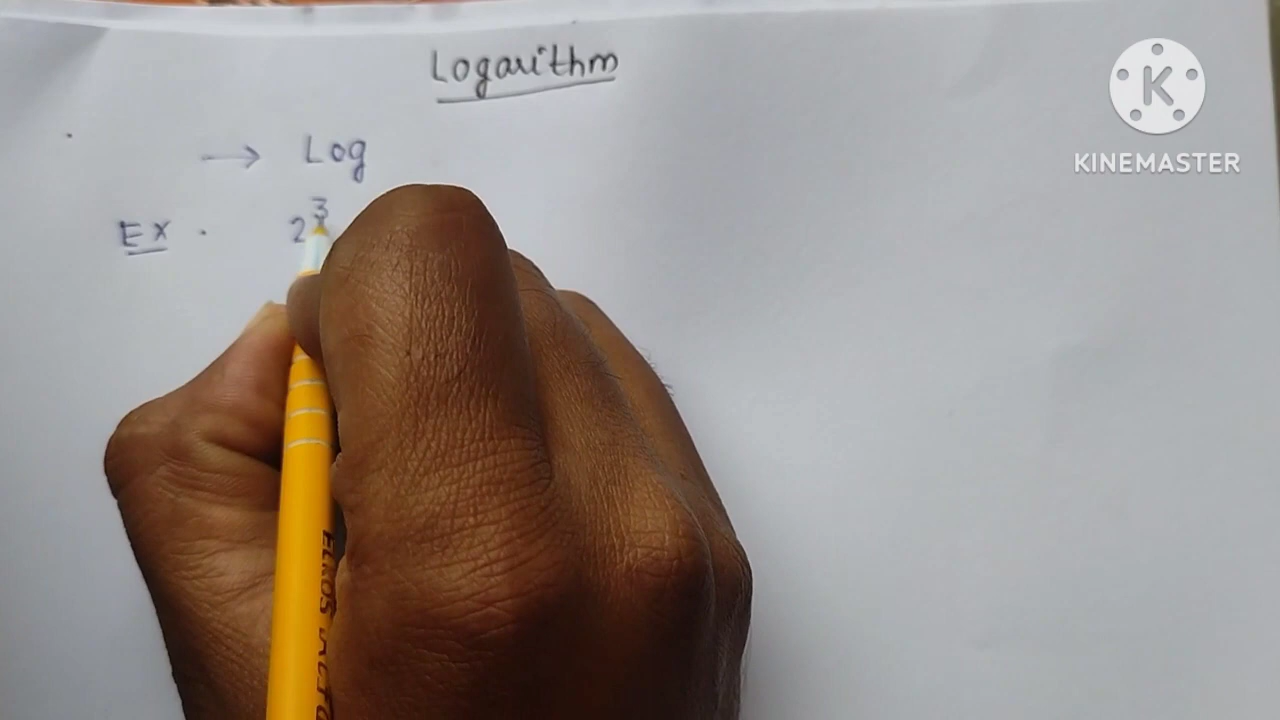 Logarithm
→ Log
Ex . 2³
K
KINEMASTER